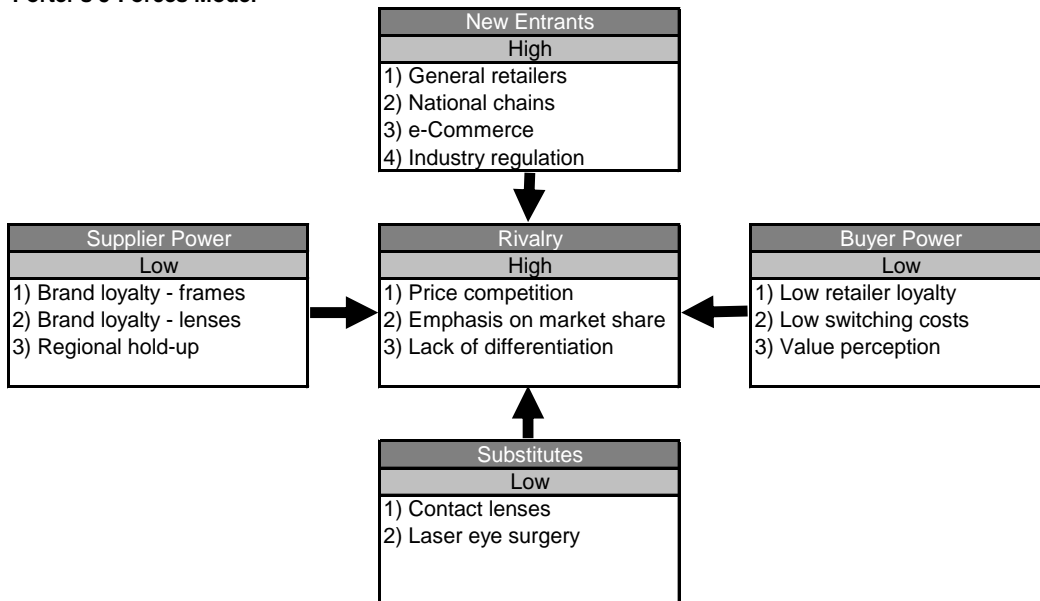 Porter's 5 Forces Model
New Entrants
High
1) General retailers
2) National chains
3) e-Commerce
4) Industry regulation
Supplier Power
Low
1) Brand loyalty - frames
2) Brand loyalty - lenses
3) Regional hold-up
Rivalry
High
1) Price competition
2) Emphasis on market share
3) Lack of differentiation
Buyer Power
Low
1) Low retailer loyalty
2) Low switching costs
3) Value perception
Substitutes
Low
1) Contact lenses
2) Laser eye surgery